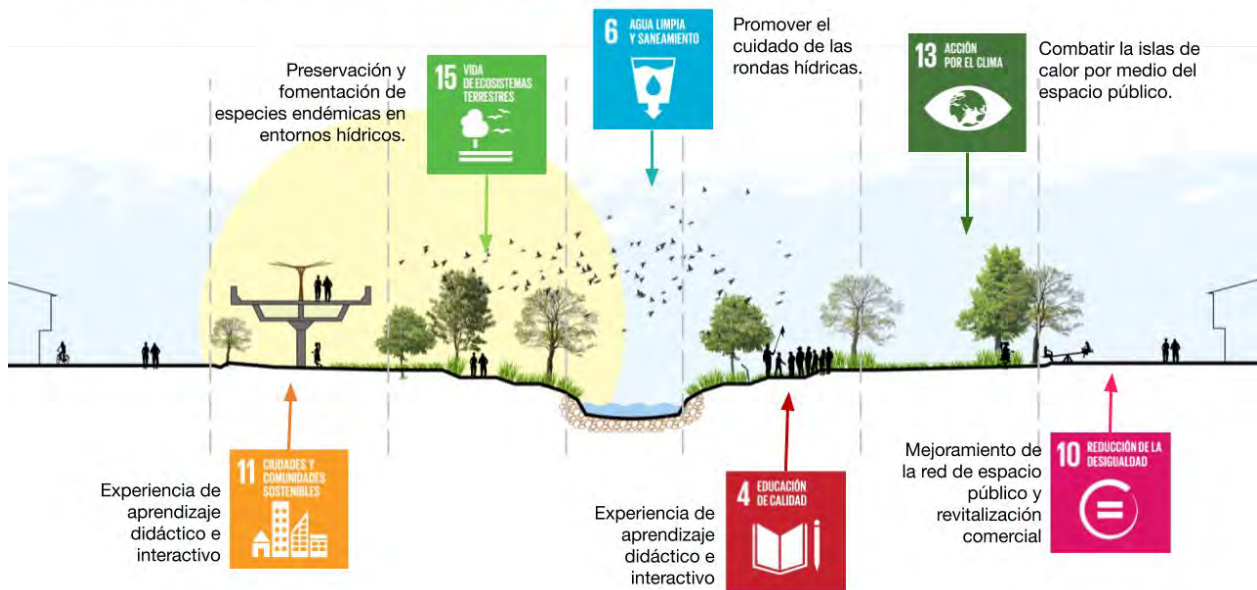 6 AGUA LIMPIA
Y SANEAMIENTO
Promover el
cuidado de las
rondas hídricas.
13 ACCIÓN
POR EL CLIMA
Combatir la islas de
calor por medio del
espacio público.
Preservación y
fomentación de
especies endémicas en
entornos hídricos.
15 VIDA
DE ECOSISTEMAS
TERRESTRES
Experiencia de
aprendizaje
didáctico e
interactivo
11 CIUDADES Y
COMUNIDADES
SOSTENIBLES
Experiencia de
aprendizaje
didáctico e
interactivo
4 EDUCACIÓN
DE CALIDAD
Mejoramiento de
la red de espacio
público y
revitalización
comercial
10 REDUCCIÓN DE LA
DESIGUALDAD